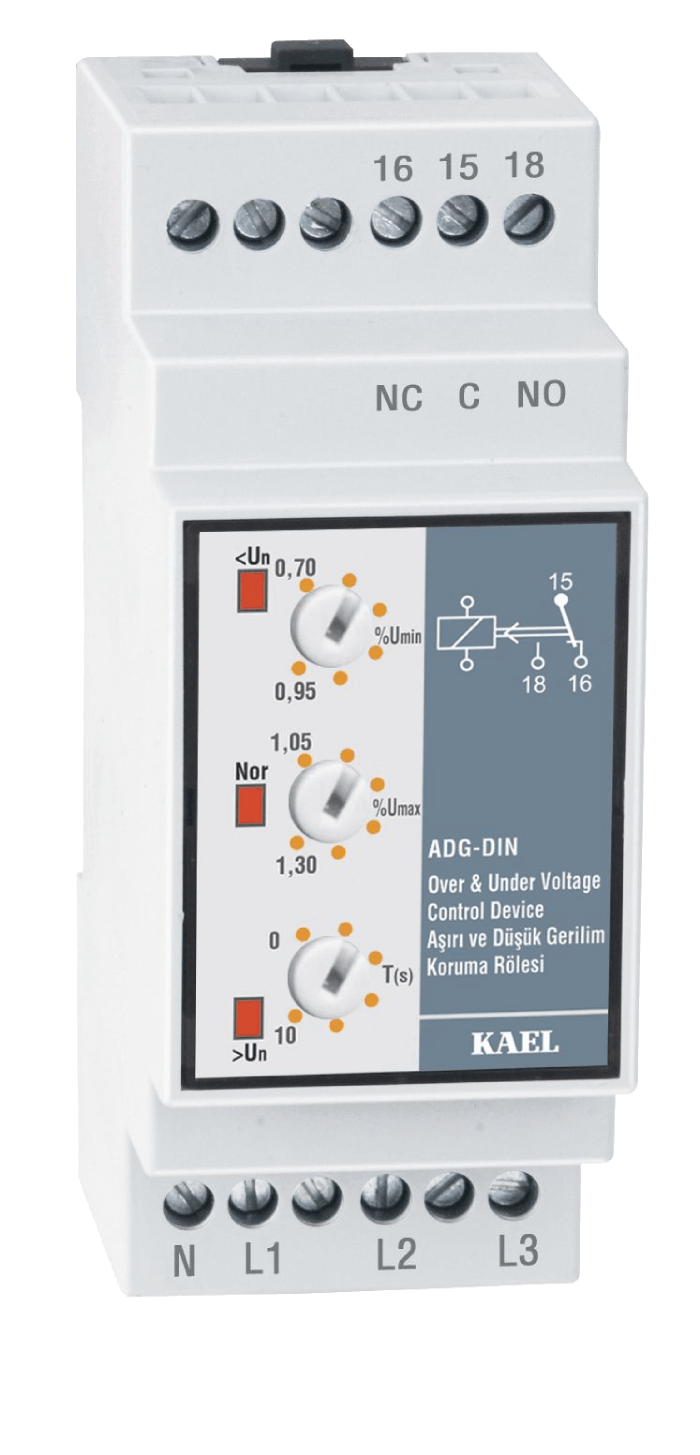 16 15 18
NC C NO
<Un
0,70
%Umin
0,95
15
18 16
1,05
Nor
%Umax
1,30
ADG-DIN
Over & Under Voltage
Control Device
Aşırı ve Düşük Gerilim
Koruma Rölesi
0
T(s)
10
>Un
KAEL
N L1 L2 L3